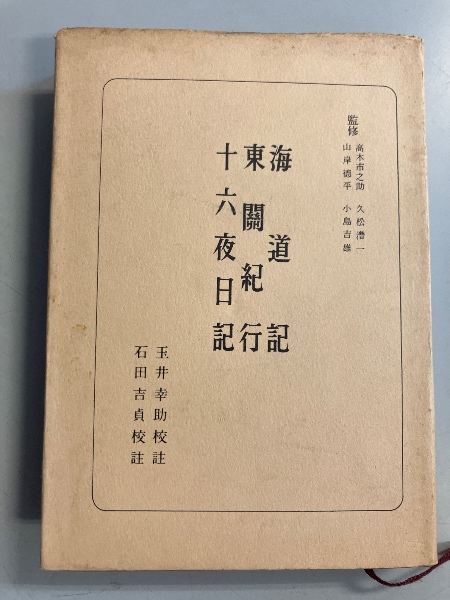 監修 高木市之助 久松潜一
山岸德平 小島吉雄
海道記
東關紀行
十六夜日記
玉井幸助校註
石田吉貞校註